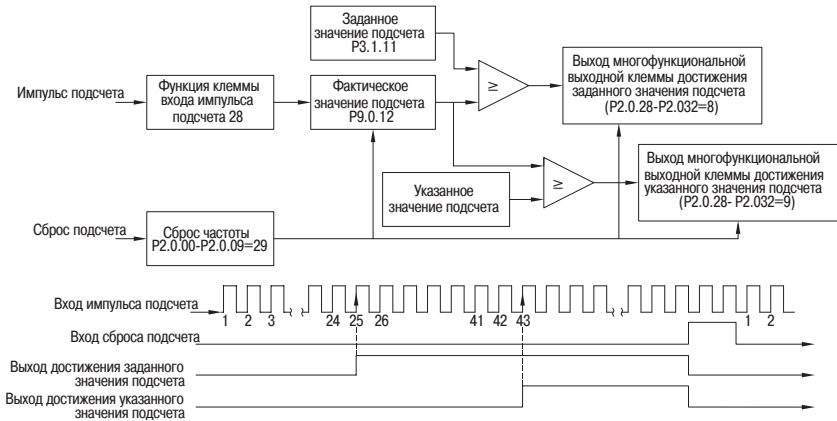 Заданное
значение подсчета
P3.1.11
Импульс подсчета
Функция клеммы
входа импульса
подсчета 28
Фактическое
значение подсчета
P9.0.12
≥
Выход многофункциональной
выходной клеммы достижения
заданного значения подсчета
(P2.0.28-P2.032=8)
Указанное
значение подсчета
≥
Выход многофункциональной
выходной клеммы достижения
указанного значения подсчета
(P2.0.28- P2.032=9)
Сброс подсчета
Сброс частоты
P2.0.00-P2.0.09=29
Вход импульса подсчета
1 2 3 24 25 26 41 42 43 1 2
Вход сброса подсчета
Выход достижения заданного
значения подсчета
Выход достижения указанного
значения подсчета